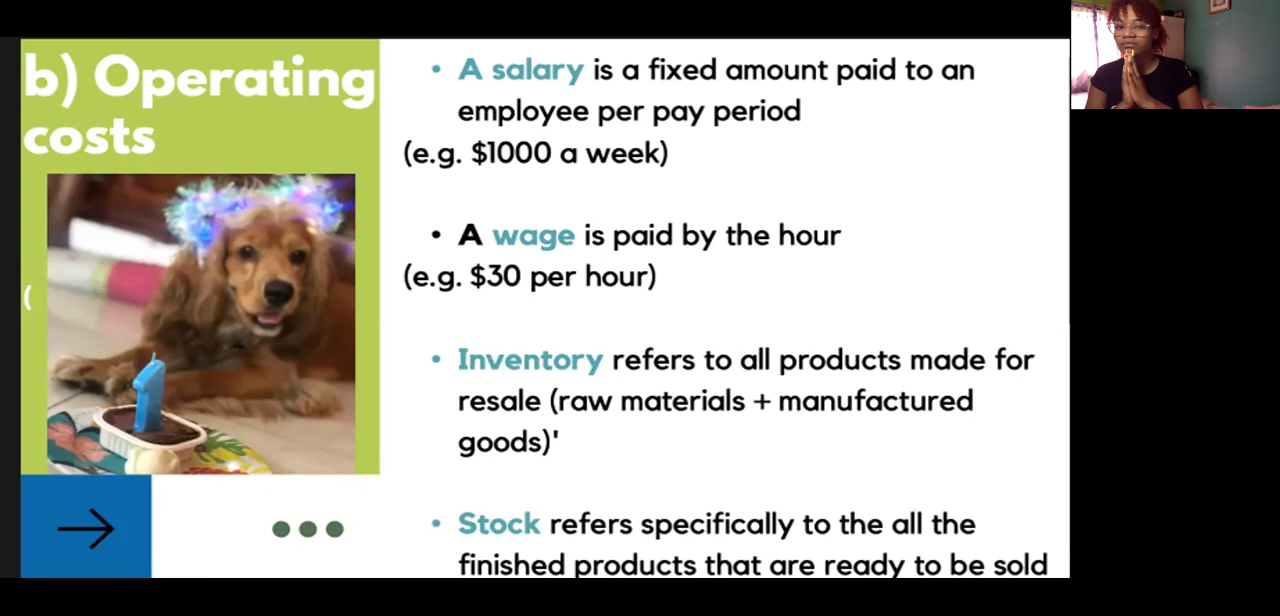 b) Operating
costs
(
• A salary is a fixed amount paid to an
employee per pay period
(e.g. $1000 a week)
• A wage is paid by the hour
(e.g. $30 per hour)
• Inventory refers to all products made for
resale (raw materials + manufactured
goods)'
• Stock refers specifically to the all the
finished products that are ready to be sold
1